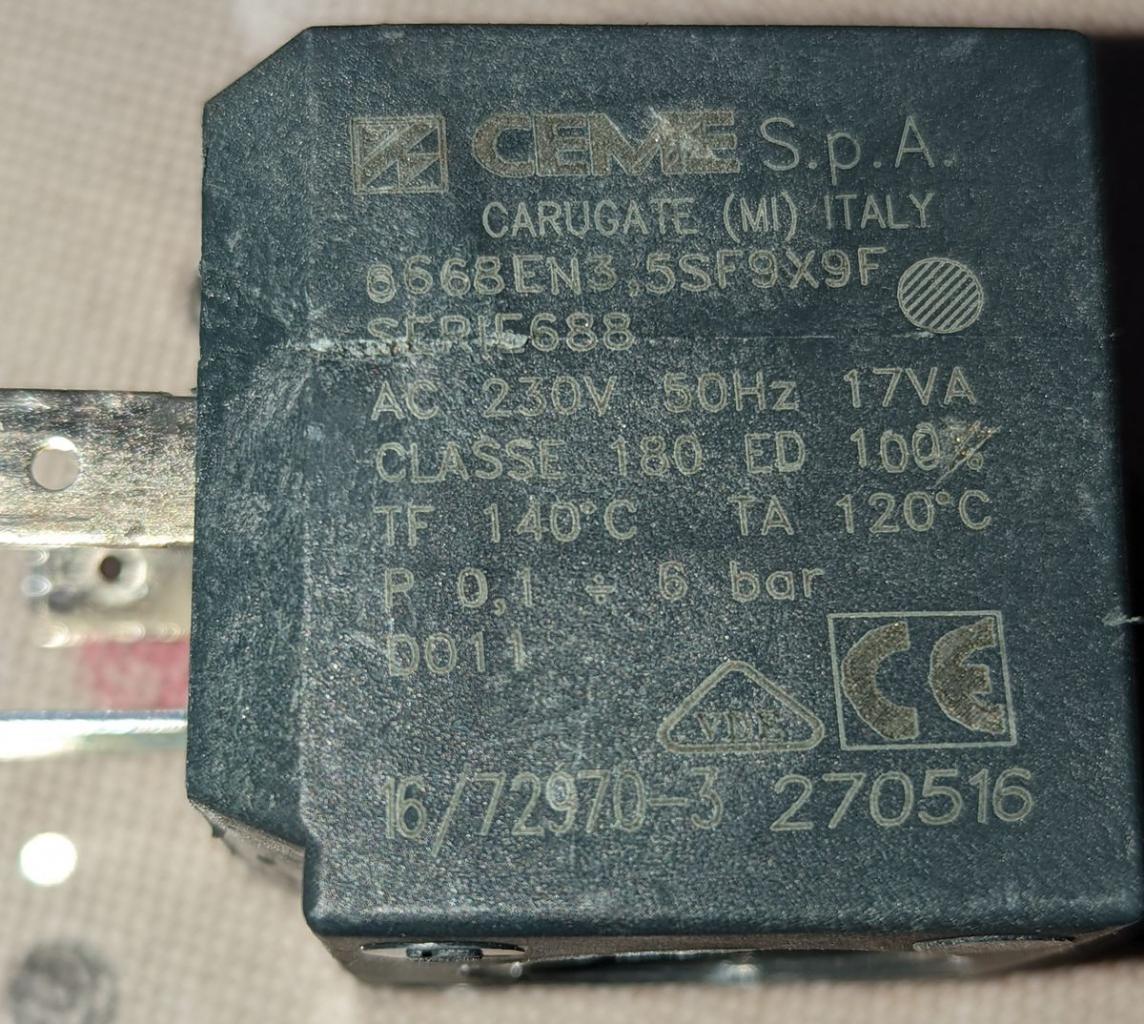 CEME S.p.A.
CARUGATE (MI) ITALY
6668EN3,5SF9X9F
SERIE688
AC 230V 50Hz 17VA
CLASSE 180 ED 100%
TF 140°C TA 120°C
P 0,1 ÷ 6 bar
D011
VDE
CE
16/72970-3 270516